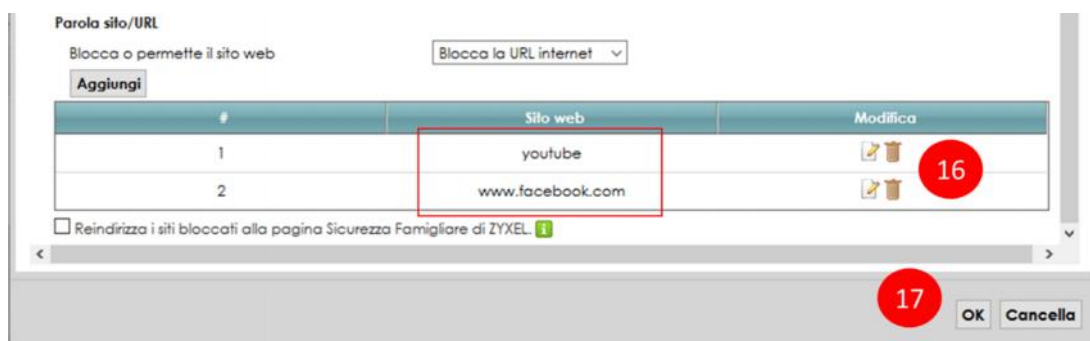 Parola sito/URL
Blocca o permette il sito web Blocca la URL internet
Aggiungi
# Sito web Modifica
1 youtube
16
2 www.facebook.com
Reindirizza i siti bloccati alla pagina Sicurezza Famigliare di ZYXEL. i
17
OK Cancella